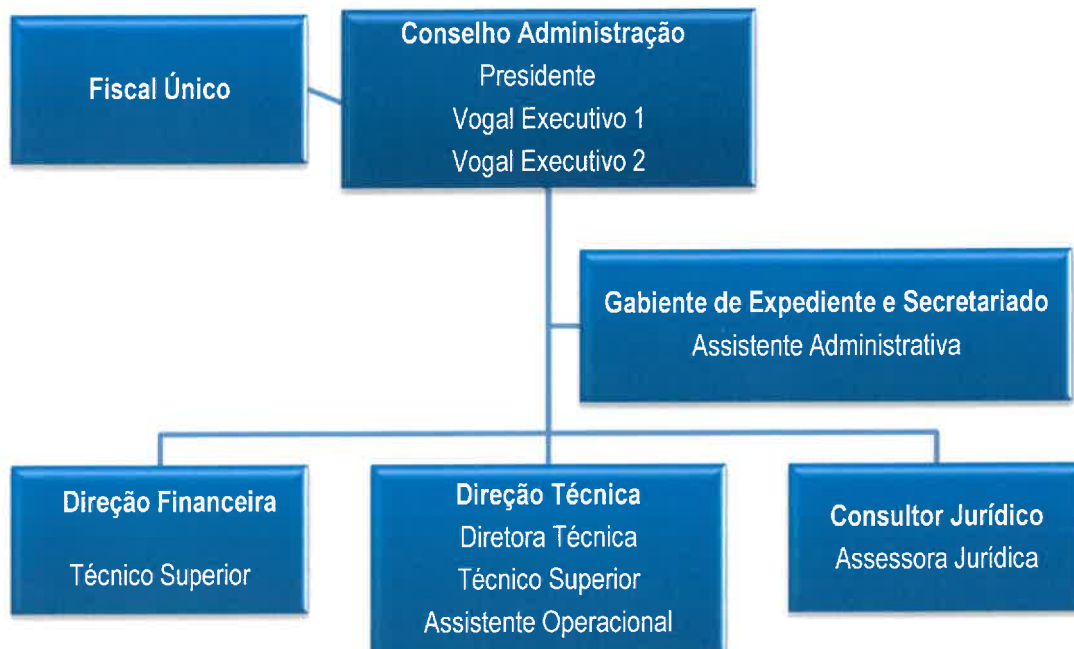 Fiscal Único
Conselho Administração
Presidente
Vogal Executivo 1
Vogal Executivo 2
Gabiente de Expediente e Secretariado
Assistente Administrativa
Direção Financeira
Técnico Superior
Direção Técnica
Diretora Técnica
Técnico Superior
Assistente Operacional
Consultor Jurídico
Assessora Jurídica